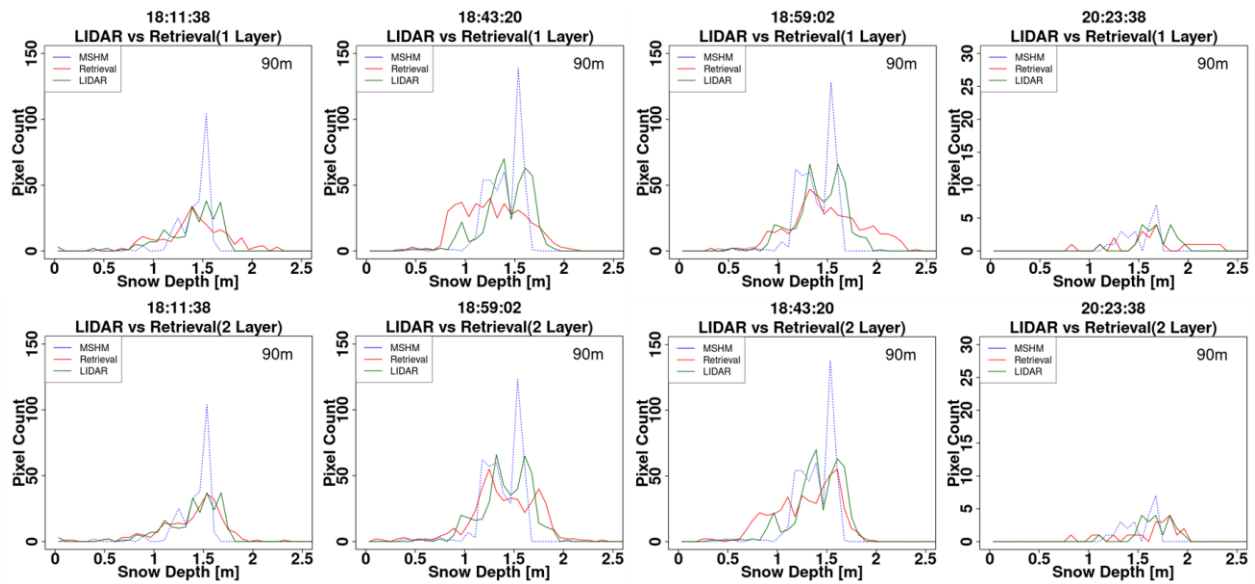 18:11:38
LIDAR vs Retrieval(1 Layer)
MSHM
Retrieval
LIDAR
90m
Pixel Count
0 50 100 150
0 0.5 1 1.5 2 2.5
Snow Depth [m]
18:43:20
LIDAR vs Retrieval(1 Layer)
MSHM
Retrieval
LIDAR
90m
Pixel Count
0 50 100 150
0 0.5 1 1.5 2 2.5
Snow Depth [m]
18:59:02
LIDAR vs Retrieval(1 Layer)
MSHM
Retrieval
LIDAR
90m
Pixel Count
0 50 100 150
0 0.5 1 1.5 2 2.5
Snow Depth [m]
20:23:38
LIDAR vs Retrieval(1 Layer)
MSHM
Retrieval
LIDAR
90m
Pixel Count
0 5 10 15 20 25 30
0 0.5 1 1.5 2 2.5
Snow Depth [m]
18:11:38
LIDAR vs Retrieval(2 Layer)
MSHM
Retrieval
LIDAR
90m
Pixel Count
0 50 100 150
0 0.5 1 1.5 2 2.5
Snow Depth [m]
18:59:02
LIDAR vs Retrieval(2 Layer)
MSHM
Retrieval
LIDAR
90m
Pixel Count
0 50 100 150
0 0.5 1 1.5 2 2.5
Snow Depth [m]
18:43:20
LIDAR vs Retrieval(2 Layer)
MSHM
Retrieval
LIDAR
90m
Pixel Count
0 50 100 150
0 0.5 1 1.5 2 2.5
Snow Depth [m]
20:23:38
LIDAR vs Retrieval(2 Layer)
MSHM
Retrieval
LIDAR
90m
Pixel Count
0 5 10 15 20 25 30
0 0.5 1 1.5 2 2.5
Snow Depth [m]